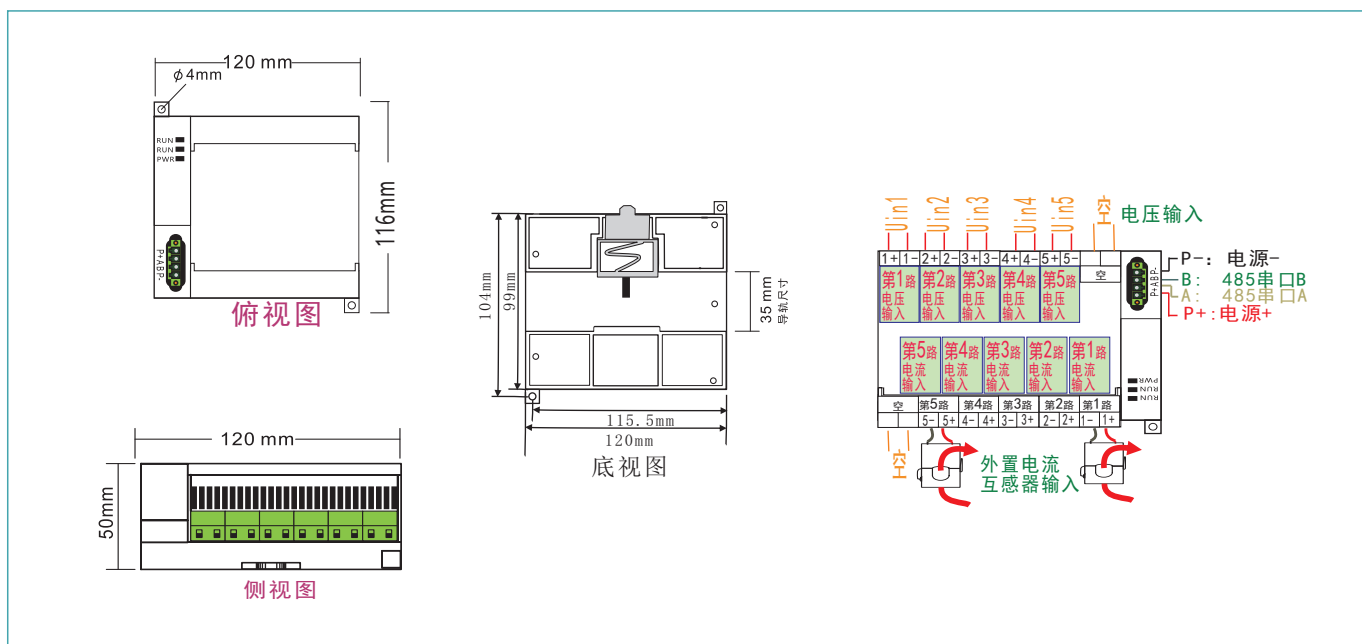 120 mm
ϕ4mm
RUN
RUN
PWR
P+ABP-
116mm
俯视图
120 mm
50mm
侧视图
104mm
99mm
35 mm
导轨尺寸
115.5mm
120mm
底视图
Uin1 Uin2 Uin3 Uin4 Uin5 空 电压输入
1+ 1- 2+ 2- 3+ 3- 4+ 4- 5+ 5-
空
第1路 电压 输入
第2路 电压 输入
第3路 电压 输入
第4路 电压 输入
第5路 电压 输入
P+ABP-
P-: 电源-
B: 485串口B
A: 485串口A
P+:电源+
第5路 电流 输入
第4路 电流 输入
第3路 电流 输入
第2路 电流 输入
第1路 电流 输入
PWR
RUN
RUN
空 第5路 第4路 第3路 第2路 第1路
5- 5+ 4- 4+ 3- 3+ 2- 2+ 1- 1+
空
外置电流
互感器输入